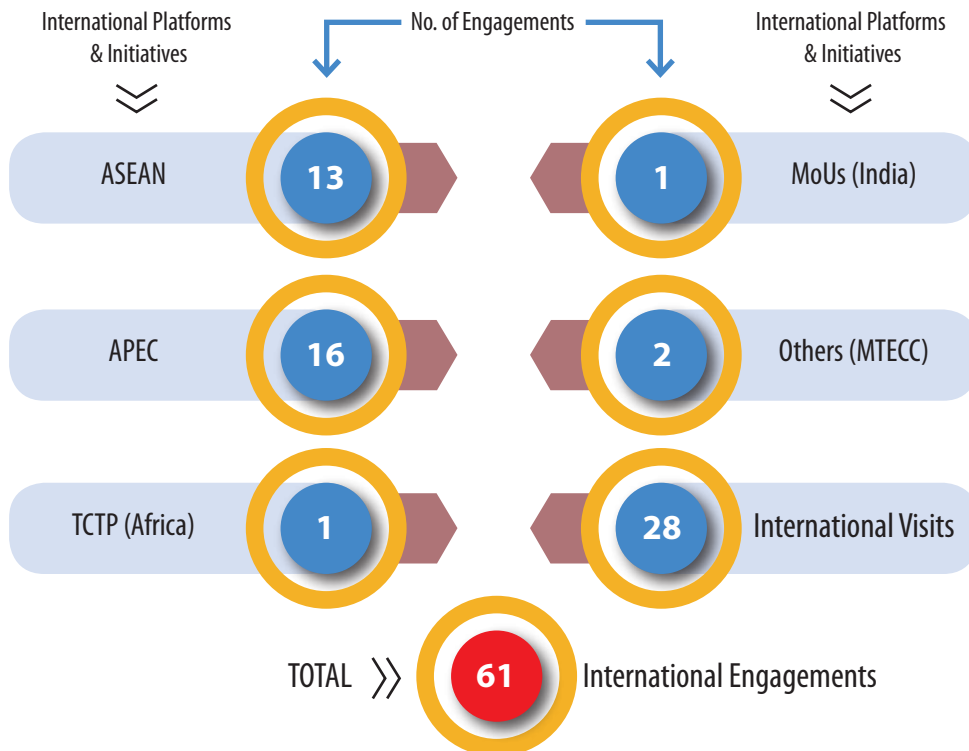 International Platforms
& Initiatives
No. of Engagements
International Platforms
& Initiatives
ASEAN
13
1
MoUs (India)
APEC
16
2
Others (MTECC)
TCTP (Africa)
1
28
International Visits
TOTAL
61
International Engagements